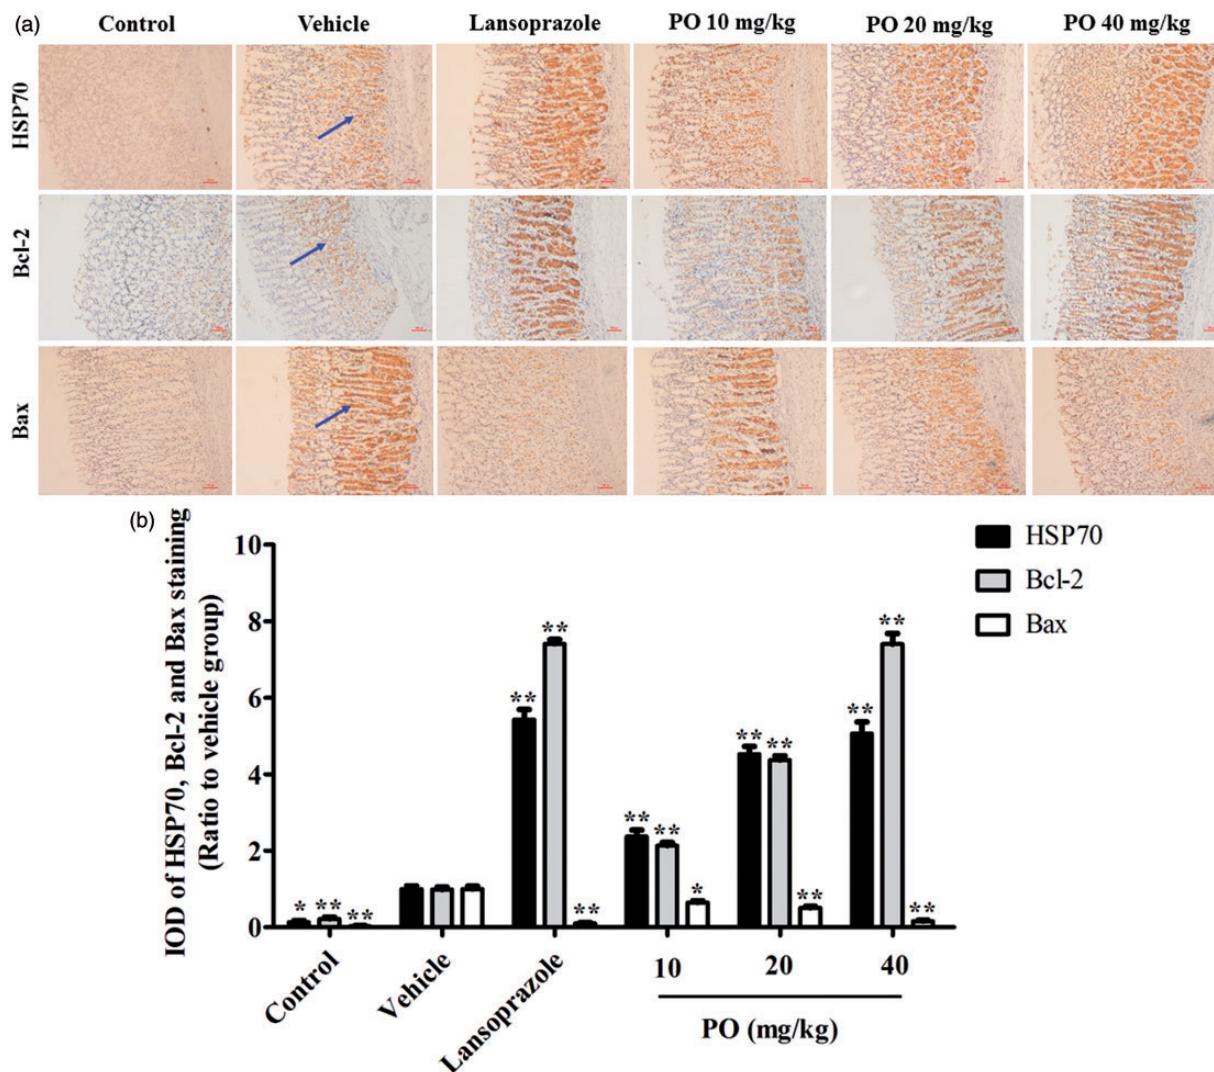 (a)
Control Vehicle Lansoprazole PO 10 mg/kg PO 20 mg/kg PO 40 mg/kg
HSP70
Bcl-2
Bax
(b)
IOD of HSP70, Bcl-2 and Bax staining
(Ratio to vehicle group)
10
8
6
4
2
0
HSP70
Bcl-2
Bax
* ** **
** ** **
** ** *
** ** **
** ** **
Control Vehicle Lansoprazole 10 20 40
PO (mg/kg)